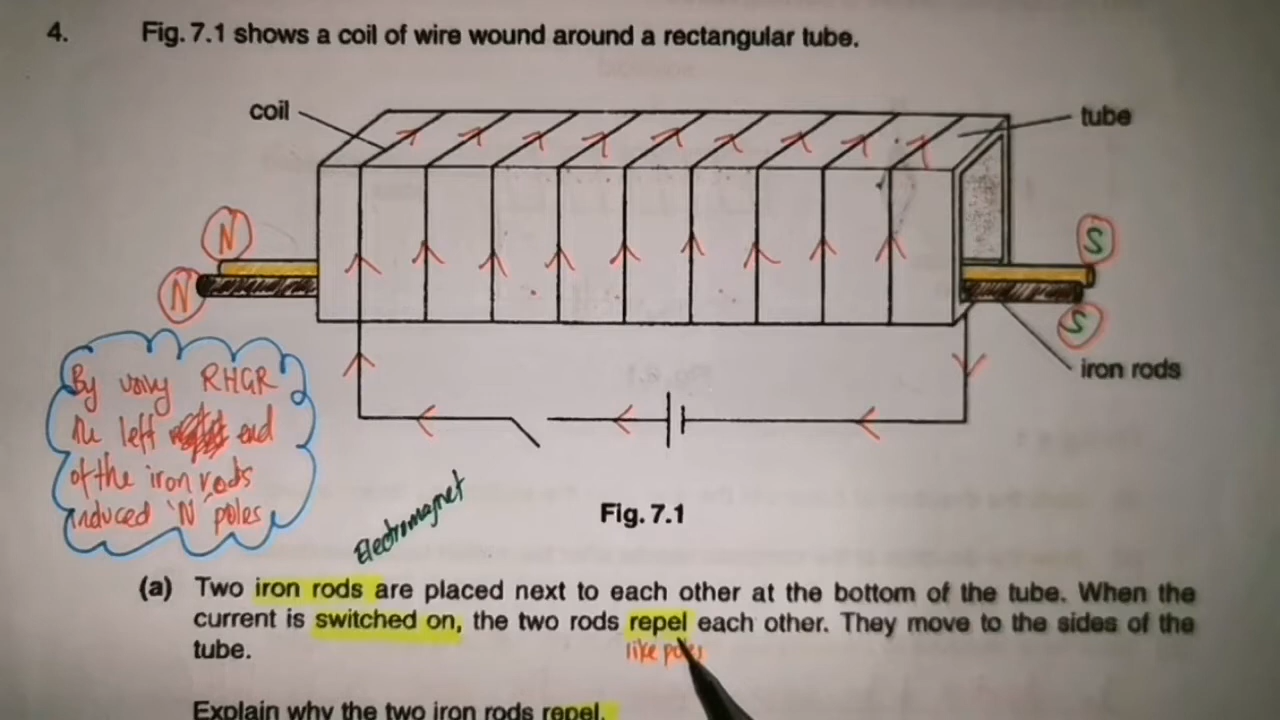 4. Fig. 7.1 shows a coil of wire wound around a rectangular tube.
coil
tube
N
N
S
S
iron rods
By using RHGR
the left end
of the iron rods
induced 'N' poles
Electromagnet
Fig. 7.1
(a) Two iron rods are placed next to each other at the bottom of the tube. When the
current is switched on, the two rods repel each other. They move to the sides of the
tube.
like poles
Explain why the two iron rods repel.